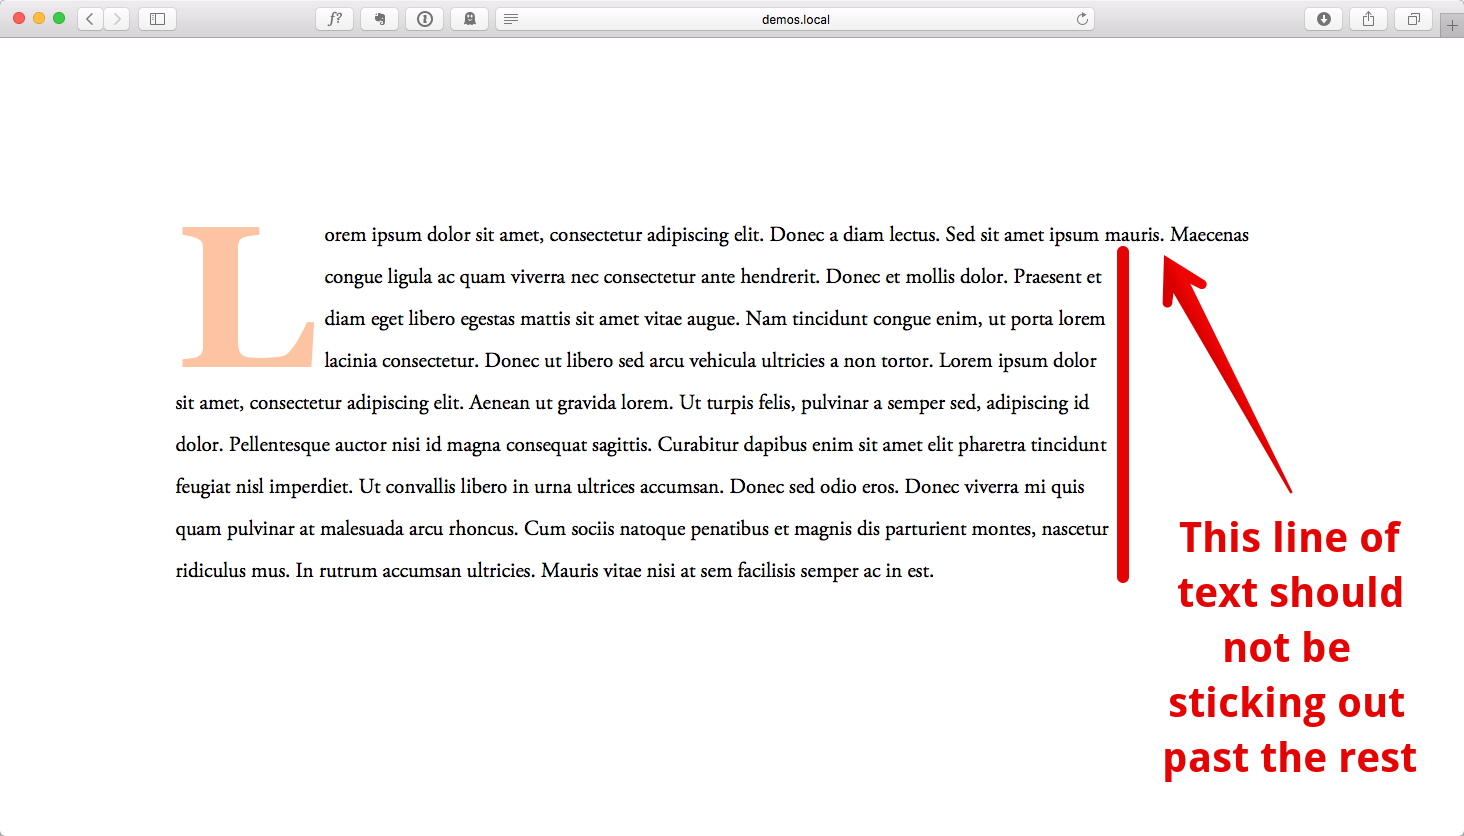 f?
demos.local
Lorem ipsum dolor sit amet, consectetur adipiscing elit. Donec a diam lectus. Sed sit amet ipsum mauris. Maecenas
congue ligula ac quam viverra nec consectetur ante hendrerit. Donec et mollis dolor. Praesent et
diam eget libero egestas mattis sit amet vitae augue. Nam tincidunt congue enim, ut porta lorem
lacinia consectetur. Donec ut libero sed arcu vehicula ultricies a non tortor. Lorem ipsum dolor
sit amet, consectetur adipiscing elit. Aenean ut gravida lorem. Ut turpis felis, pulvinar a semper sed, adipiscing id
dolor. Pellentesque auctor nisi id magna consequat sagittis. Curabitur dapibus enim sit amet elit pharetra tincidunt
feugiat nisl imperdiet. Ut convallis libero in urna ultrices accumsan. Donec sed odio eros. Donec viverra mi quis
quam pulvinar at malesuada arcu rhoncus. Cum sociis natoque penatibus et magnis dis parturient montes, nascetur
ridiculus mus. In rutrum accumsan ultricies. Mauris vitae nisi at sem facilisis semper ac in est.
This line of
text should
not be
sticking out
past the rest